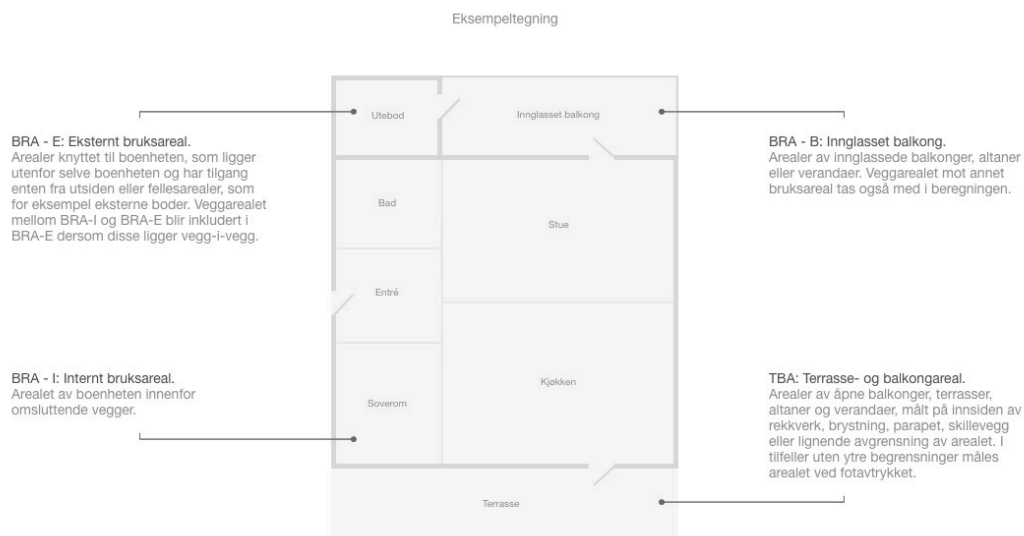 Eksempeltegning
Utebod
Innglasset balkong
BRA - E: Eksternt bruksareal.
Arealer knyttet til boenheten, som ligger
utenfor selve boenheten og har tilgang
enten fra utsiden eller fellesarealer, som
for eksempel eksterne boder. Veggarealet
mellom BRA-I og BRA-E blir inkludert i
BRA-E dersom disse ligger vegg-i-vegg.
BRA - B: Innglasset balkong.
Arealer av innglassede balkonger, altaner
eller verandaer. Veggarealet mot annet
bruksareal tas også med i beregningen.
Bad
Stue
Entré
BRA - I: Internt bruksareal.
Arealet av boenheten innenfor
omsluttende vegger.
Kjøkken
Soverom
TBA: Terrasse- og balkongareal.
Arealer av åpne balkonger, terrasser,
altaner og verandaer, målt på innsiden av
rekkverk, brystning, parapet, skillevegg
eller lignende avgrensning av arealet. I
tilfeller uten ytre begrensninger måles
arealet ved fotavtrykket.
Terrasse